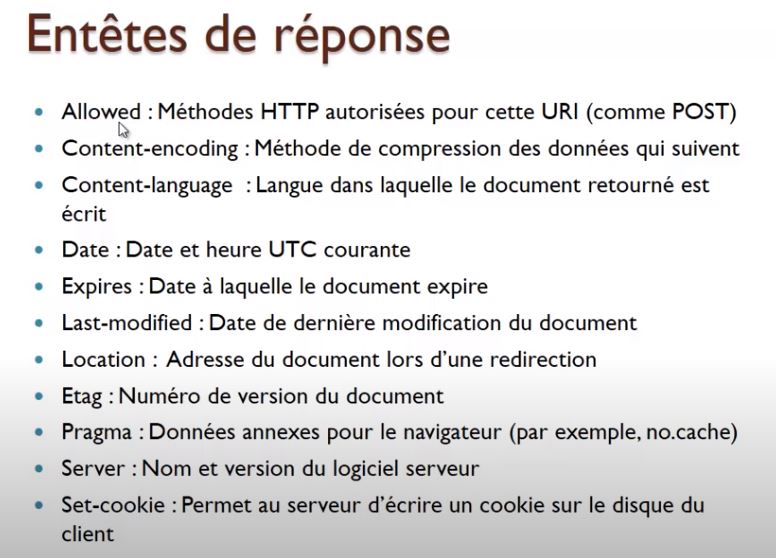 Entêtes de réponse
• Allowed : Méthodes HTTP autorisées pour cette URI (comme POST)
• Content-encoding : Méthode de compression des données qui suivent
• Content-language : Langue dans laquelle le document retourné est
écrit
• Date : Date et heure UTC courante
• Expires : Date à laquelle le document expire
• Last-modified : Date de dernière modification du document
• Location : Adresse du document lors d'une redirection
• Etag : Numéro de version du document
• Pragma : Données annexes pour le navigateur (par exemple, no.cache)
• Server : Nom et version du logiciel serveur
• Set-cookie : Permet au serveur d'écrire un cookie sur le disque du
client